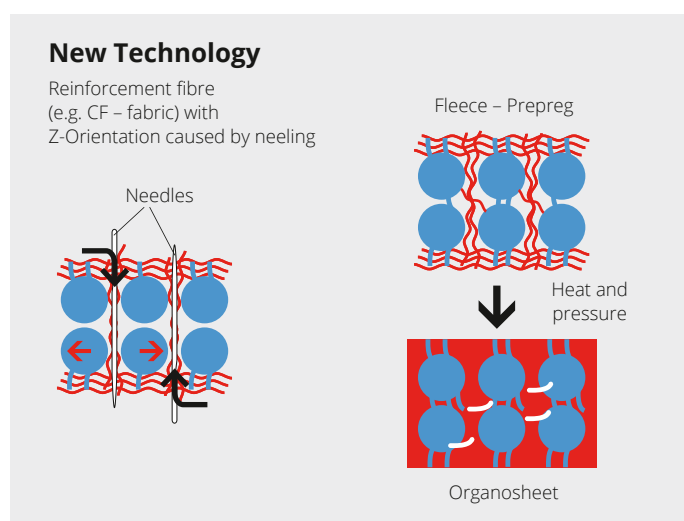 New Technology
Reinforcement fibre
(e.g. CF – fabric) with
Z-Orientation caused by neeling
Needles
Fleece – Prepreg
Heat and
pressure
Organosheet